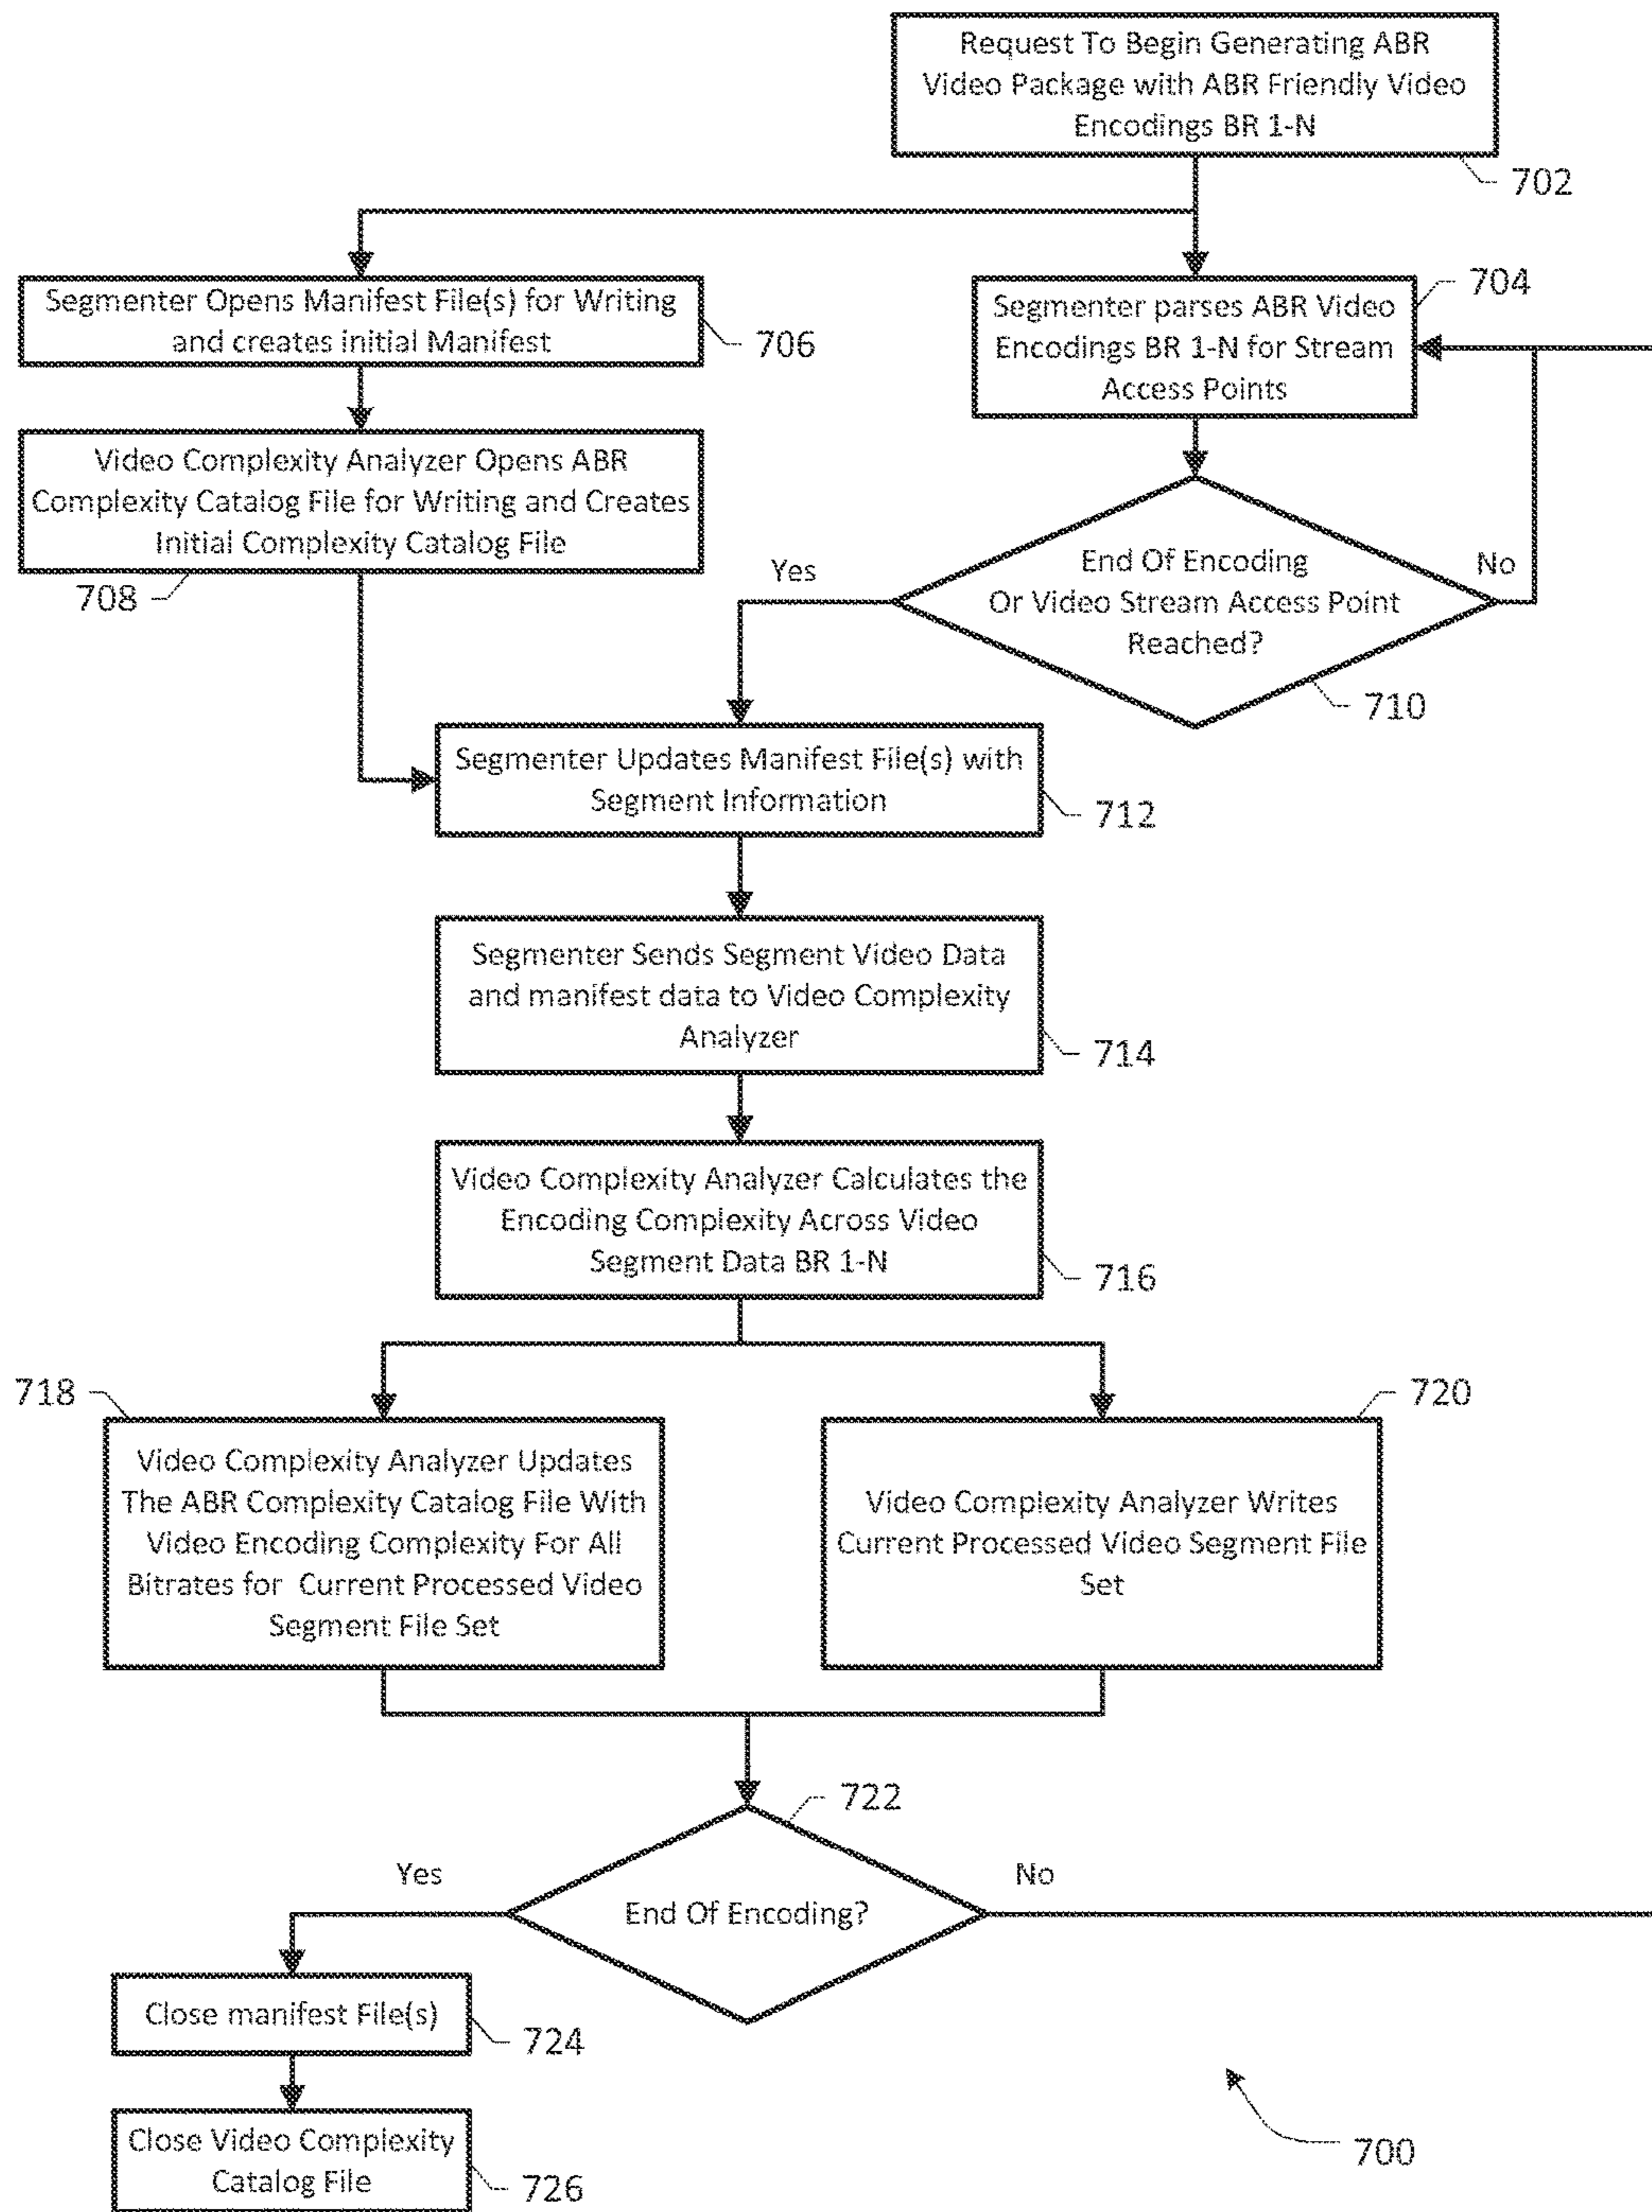 Request To Begin Generating ABR
Video Package with ABR Friendly Video
Encodings BR 1-N
702
Segmenter Opens Manifest File(s) for Writing
and creates initial Manifest
706
Segmenter parses ABR Video
Encodings BR 1-N for Stream
Access Points
704
Video Complexity Analyzer Opens ABR
Complexity Catalog File for Writing and Creates
Initial Complexity Catalog File
708
End Of Encoding
Or Video Stream Access Point
Reached?
Yes
No
710
Segmenter Updates Manifest File(s) with
Segment Information
712
Segmenter Sends Segment Video Data
and manifest data to Video Complexity
Analyzer
714
Video Complexity Analyzer Calculates the
Encoding Complexity Across Video
Segment Data BR 1-N
716
718
Video Complexity Analyzer Updates
The ABR Complexity Catalog File With
Video Encoding Complexity For All
Bitrates for Current Processed Video
Segment File Set
720
Video Complexity Analyzer Writes
Current Processed Video Segment File
Set
722
Yes
No
End Of Encoding?
Close manifest File(s)
724
Close Video Complexity
Catalog File
726
700